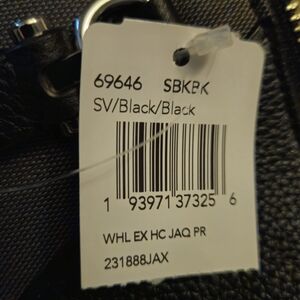 69646 SBKBK
SV/Black/Black
1 93971 37325 6
WHL EX HC JAQ PR
231888JAX